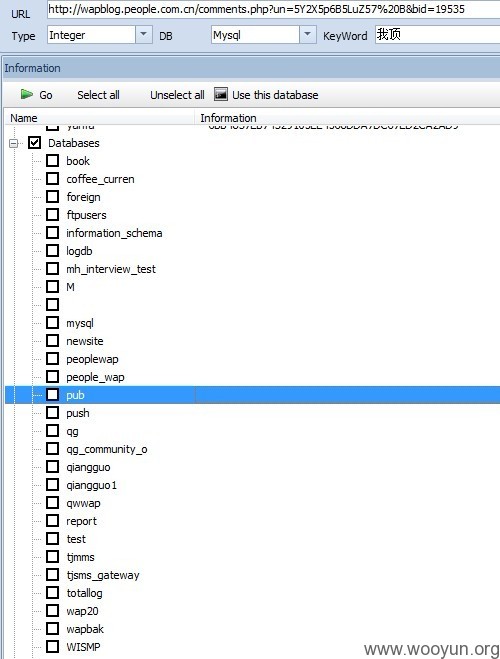 URL http://wapblog.people.com.cn/comments.php?un=5Y2X5p6B5LuZ57%20B&bid=19535
Type Integer DB Mysql KeyWord 我顶
Information
Go Select all Unselect all Use this database
Name Information
Databases
book
coffee_curren
foreign
ftpusers
information_schema
logdb
mh_interview_test
M
mysql
newsite
peoplewap
people_wap
pub
push
qg
qg_community_o
qiangguo
qiangguo1
qwwap
report
test
tjmms
tjsms_gateway
totallog
wap20
wapbak
WISMP
www.wooyun.org